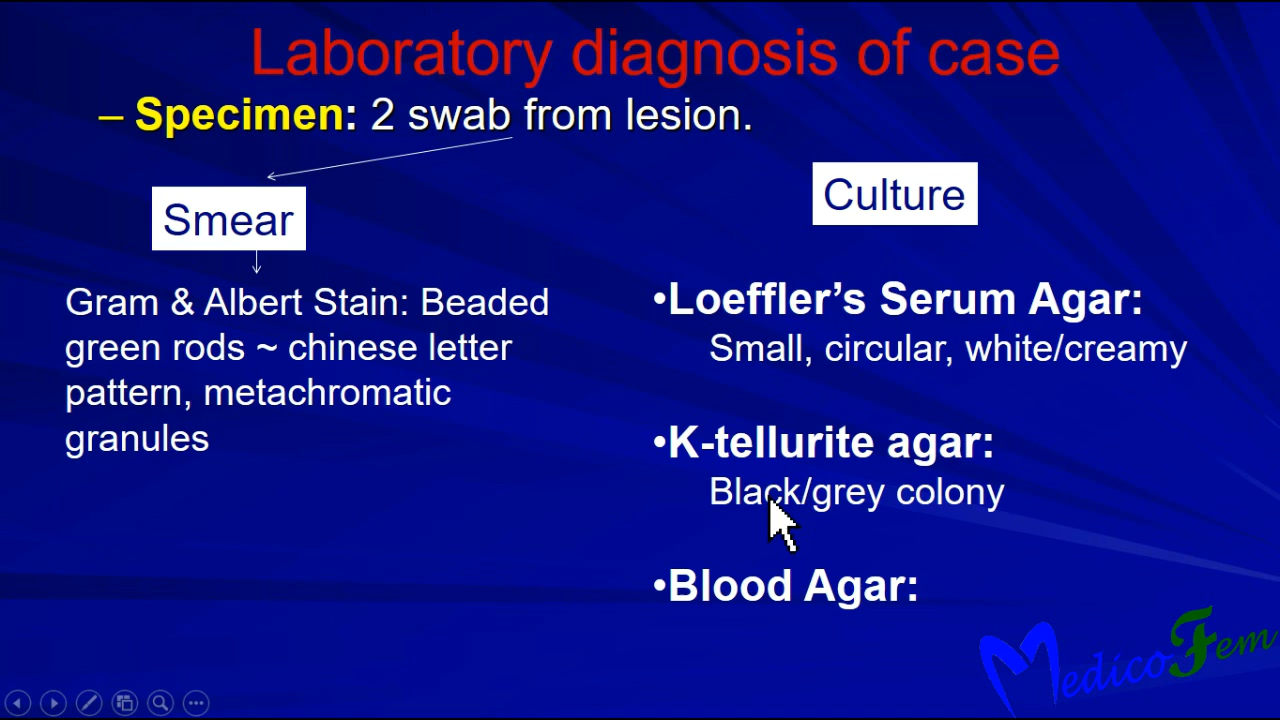 Laboratory diagnosis of case
– Specimen: 2 swab from lesion.
Smear
Gram & Albert Stain: Beaded
green rods ~ chinese letter
pattern, metachromatic
granules
Culture
•Loeffler’s Serum Agar:
Small, circular, white/creamy
•K-tellurite agar:
Black/grey colony
•Blood Agar:
MedicoFem